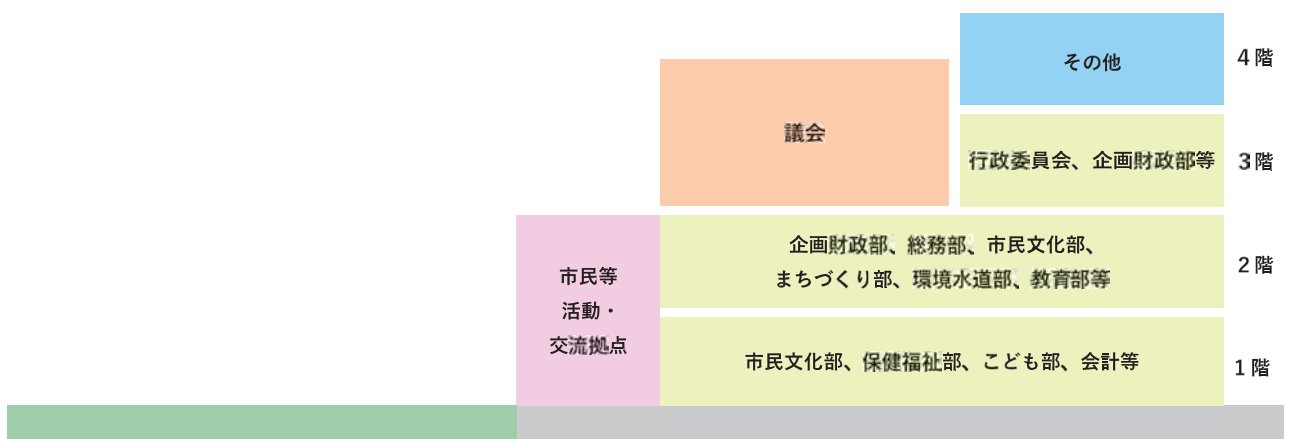 その他
4階
議会
行政委員会、企画財政部等
3階
市民等
活動・
交流拠点
企画財政部、総務部、市民文化部、
まちづくり部、環境水道部、教育部等
2階
市民文化部、保健福祉部、こども部、会計等
1階